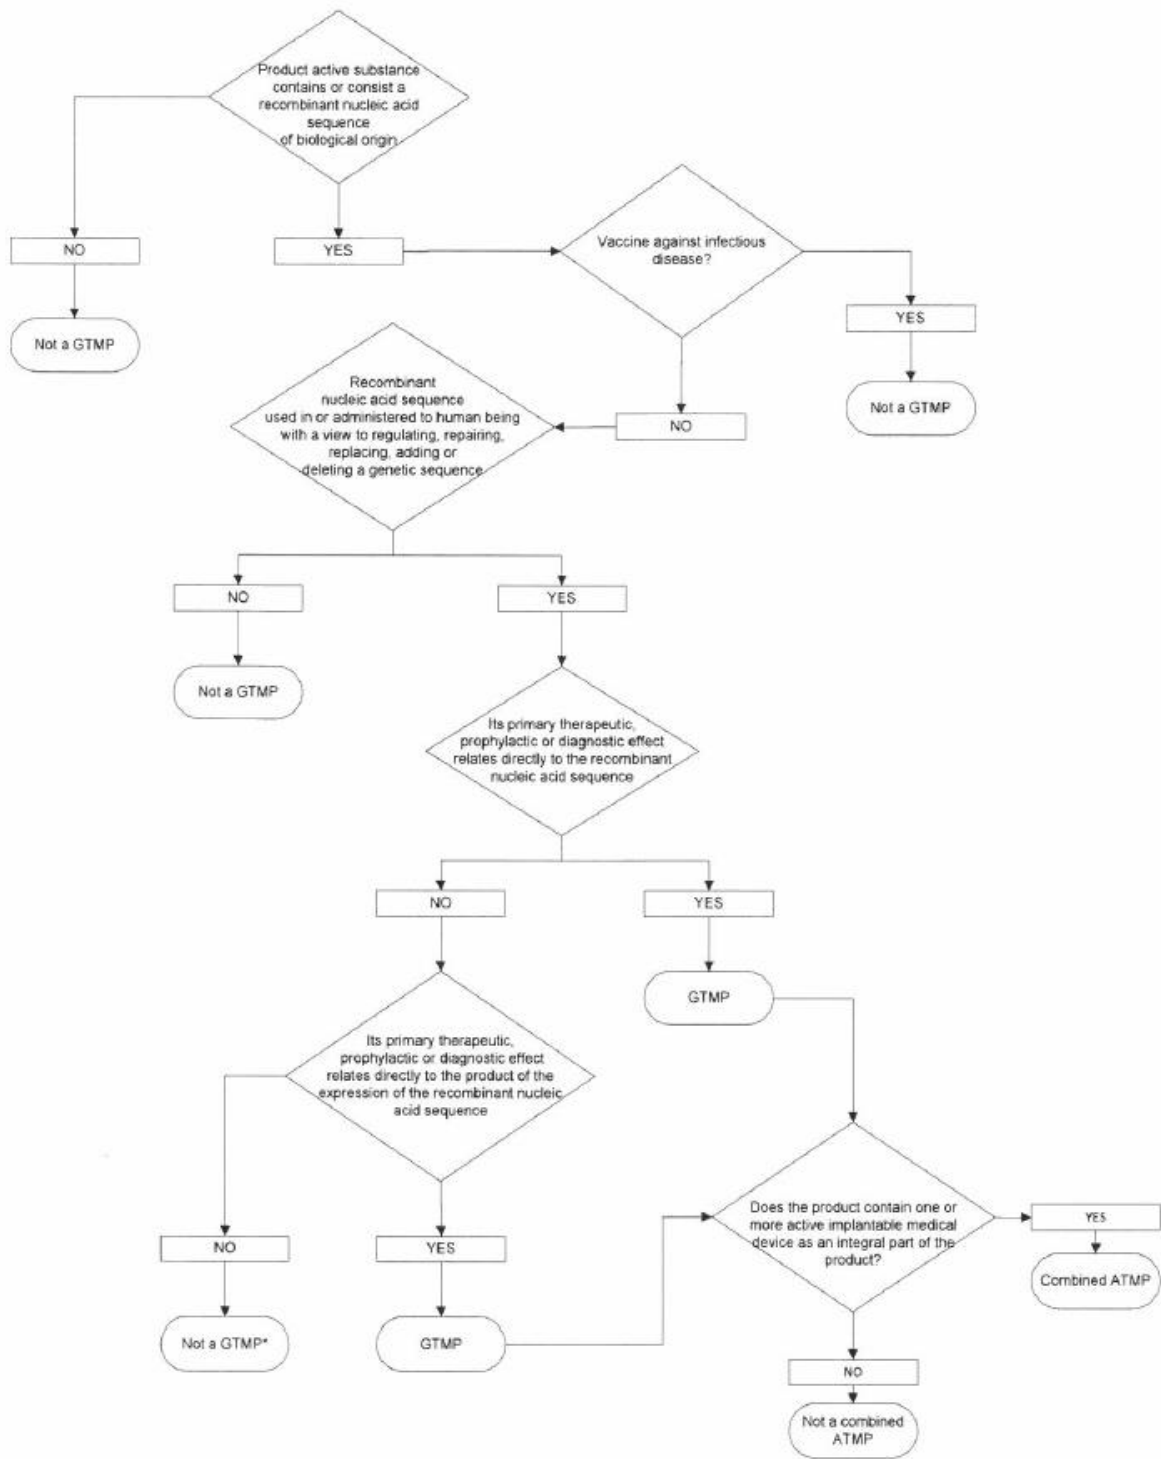 Product active substance
contains or consist a
recombinant nucleic acid
sequence
of biological origin
NO
YES
Vaccine against infectious
disease?
YES
Not a GTMP
Not a GTMP
NO
Recombinant
nucleic acid sequence
used in or administered to human being
with a view to regulating, repairing,
replacing, adding or
deleting a genetic sequence
NO
YES
Not a GTMP
Its primary therapeutic,
prophylactic or diagnostic effect
relates directly to the recombinant
nucleic acid sequence
NO
YES
GTMP
Its primary therapeutic,
prophylactic or diagnostic effect
relates directly to the product of the
expression of the recombinant nucleic
acid sequence
NO
YES
Not a GTMP*
GTMP
Does the product contain one or
more active implantable medical
device as an integral part of the
product?
YES
Combined ATMP
NO
Not a combined
ATMP